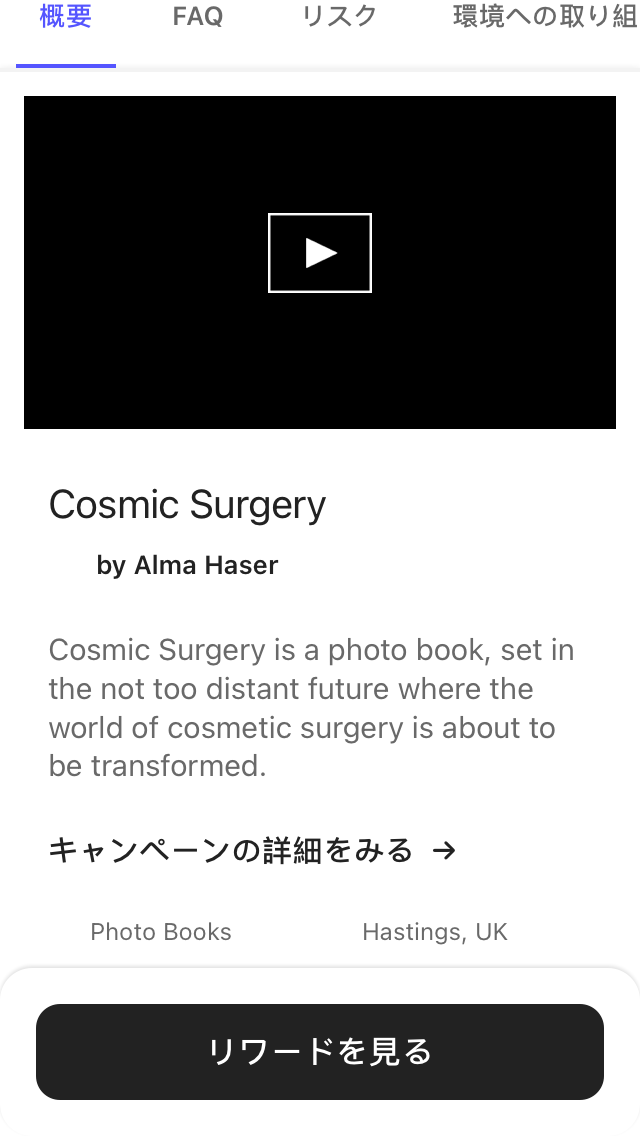 概要
FAQ
リスク
環境への取り組
Cosmic Surgery
by Alma Haser
Cosmic Surgery is a photo book, set in
the not too distant future where the
world of cosmetic surgery is about to
be transformed.
キャンペーンの詳細をみる →
Photo Books
Hastings, UK
リワードを見る